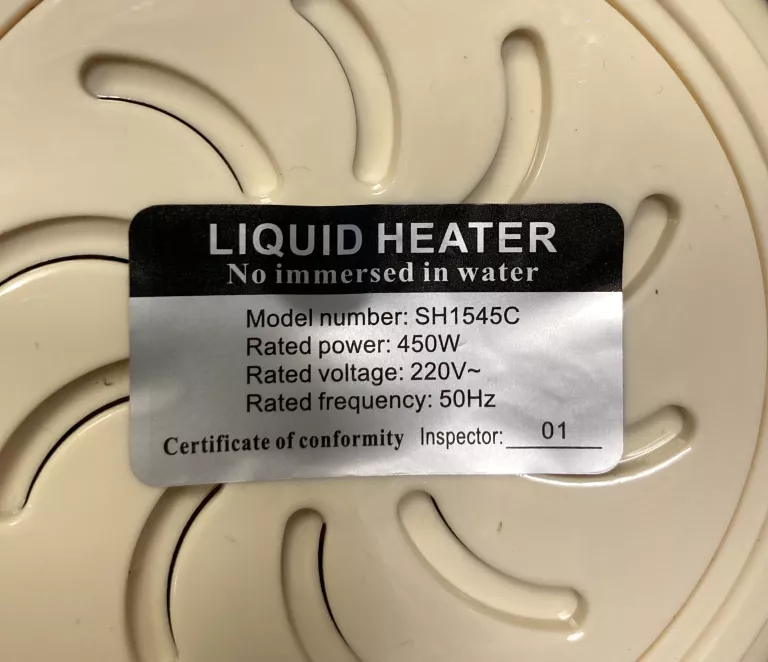 LIQUID HEATER
No immersed in water
Model number: SH1545C
Rated power: 450W
Rated voltage: 220V~
Rated frequency: 50Hz
Certificate of conformity Inspector: 01